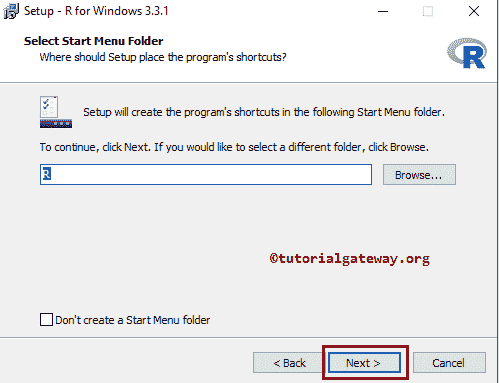 Setup - R for Windows 3.3.1
Select Start Menu Folder
Where should Setup place the program's shortcuts?
R
Setup will create the program's shortcuts in the following Start Menu folder.
To continue, click Next. If you would like to select a different folder, click Browse.
R
Browse...
©tutorialgateway.org
Don't create a Start Menu folder
< Back
Next >
Cancel